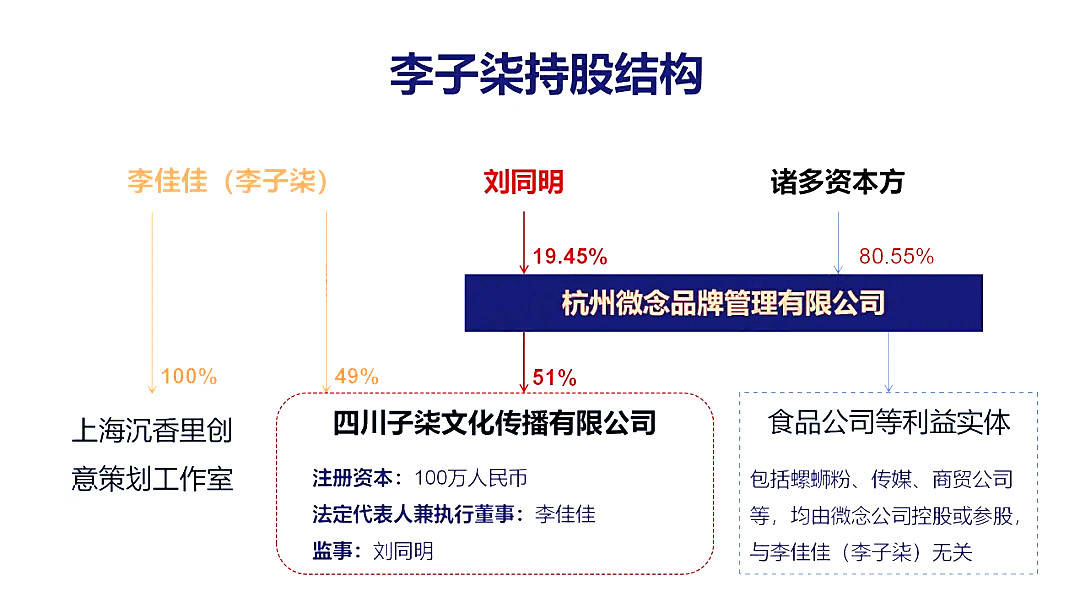 李子柒持股结构
李佳佳（李子柒）
刘同明
诸多资本方
19.45%
80.55%
杭州微念品牌管理有限公司
100%
49%
51%
上海沉香里创
意策划工作室
四川子柒文化传播有限公司
注册资本：100万人民币
法定代表人兼执行董事：李佳佳
监事：刘同明
食品公司等利益实体
包括螺蛳粉、传媒、商贸公司
等，均由微念公司控股或参股，
与李佳佳（李子柒）无关